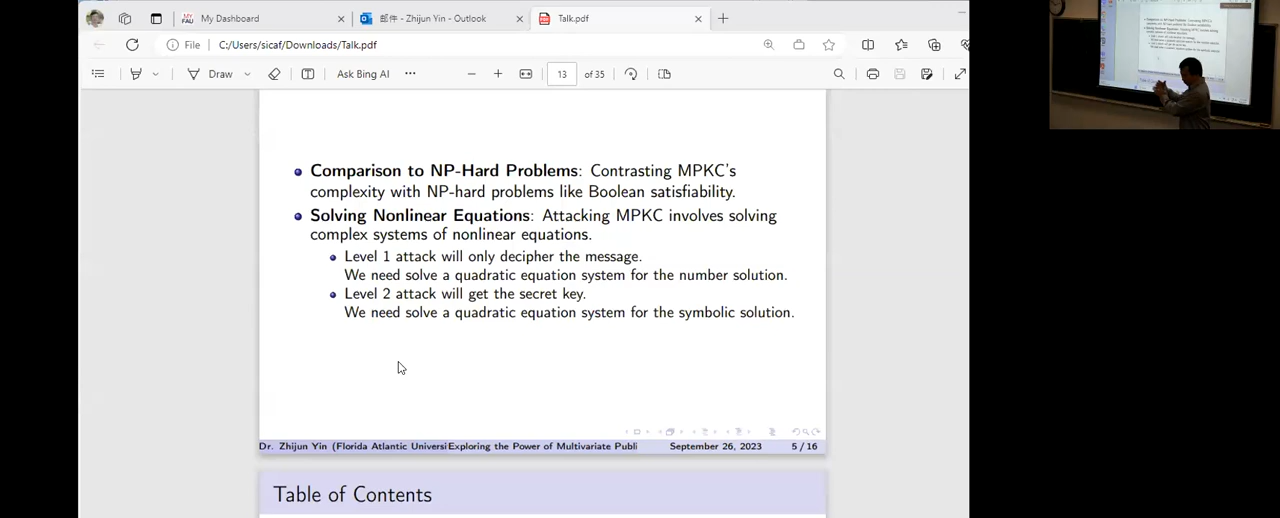 My Dashboard
邮件 - Zhijun Yin - Outlook
Talk.pdf
File C:/Users/sicaf/Downloads/Talk.pdf
Draw Ask Bing AI 13 of 35
Comparison to NP-Hard Problems: Contrasting MPKC's
complexity with NP-hard problems like Boolean satisfiability.
Solving Nonlinear Equations: Attacking MPKC involves solving
complex systems of nonlinear equations.
Level 1 attack will only decipher the message.
We need solve a quadratic equation system for the number solution.
Level 2 attack will get the secret key.
We need solve a quadratic equation system for the symbolic solution.
Dr. Zhijun Yin (Florida Atlantic Universi Exploring the Power of Multivariate Publi September 26, 2023 5 / 16
Table of Contents